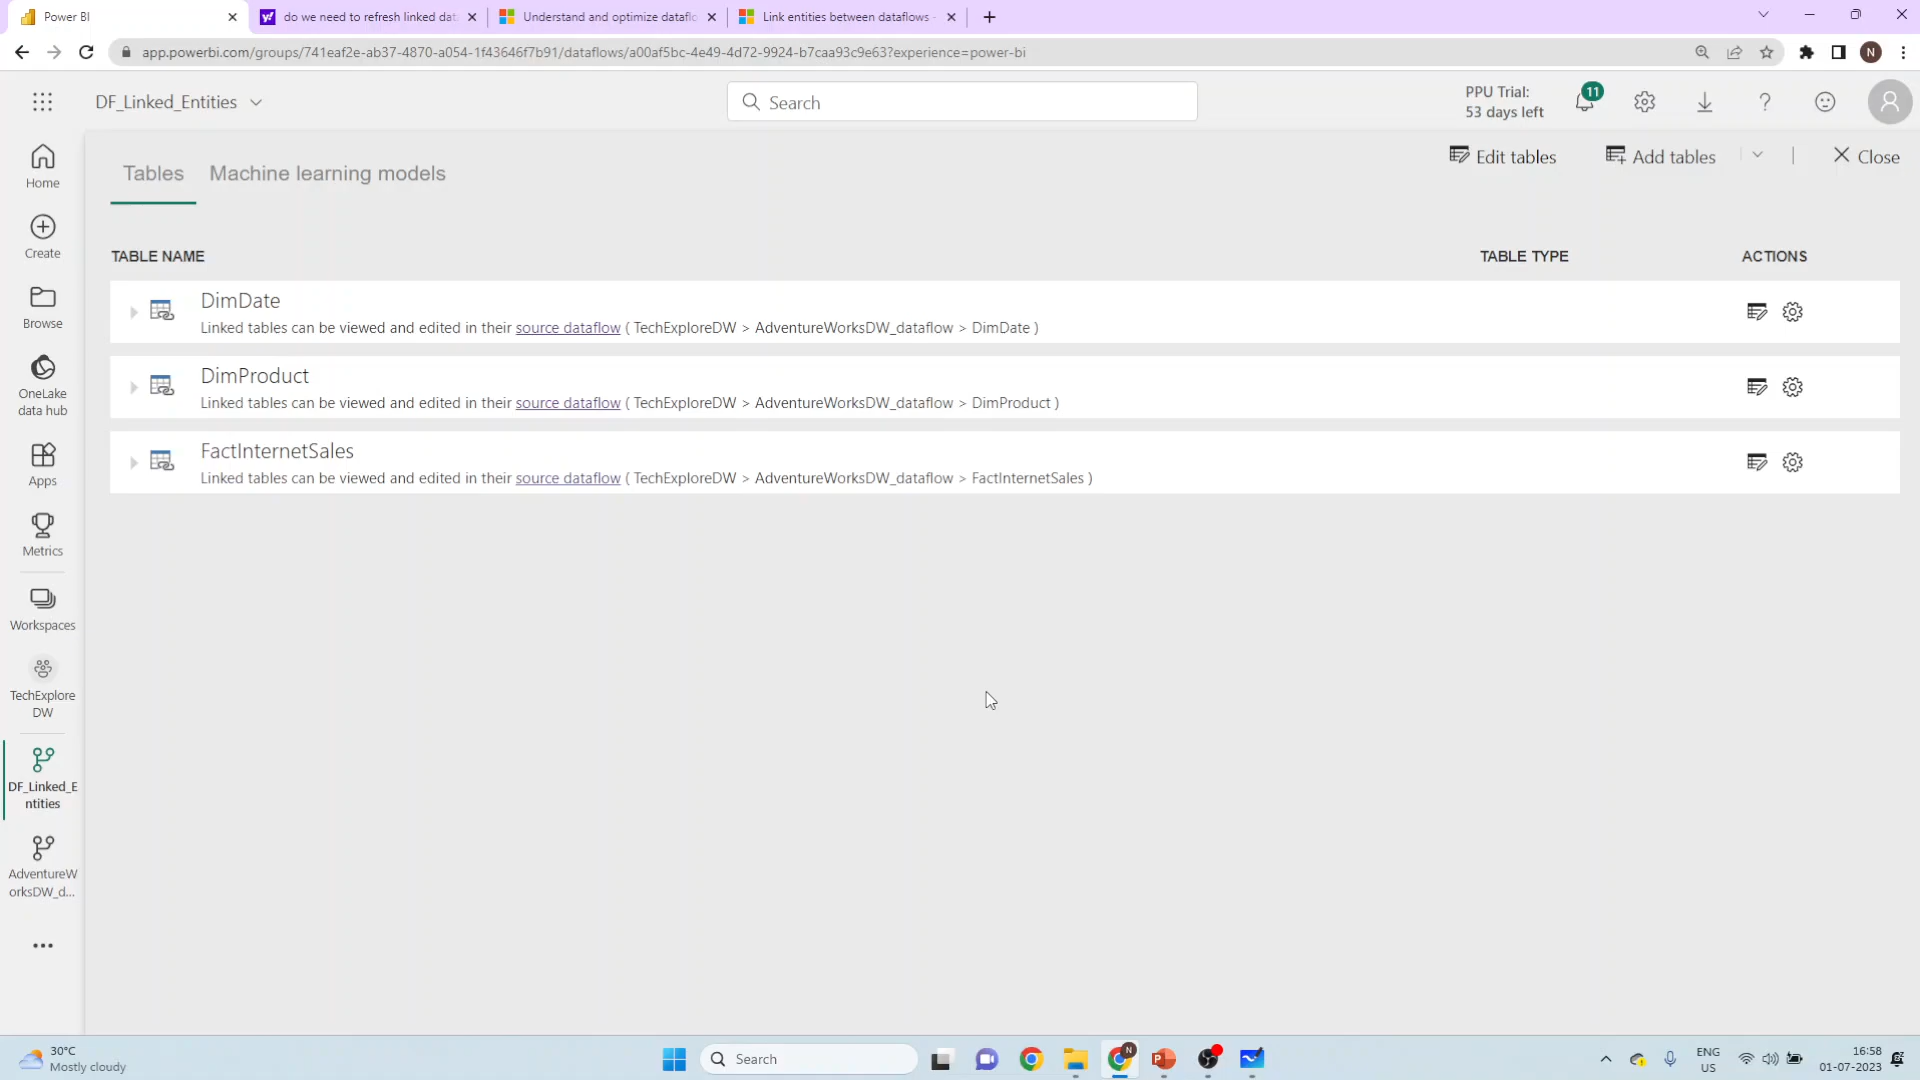 Power BI
do we need to refresh linked dat
Understand and optimize dataflo
Link entities between dataflows -
app.powerbi.com/groups/741eaf2e-ab37-4870-a054-1f43646f7b91/dataflows/a00af5bc-4e49-4d72-9924-b7caa93c9e63?experience=power-bi
N
DF_Linked_Entities
Search
PPU Trial:
53 days left
11
Home
Create
Browse
OneLake
data hub
Apps
Metrics
Workspaces
TechExplore
DW
DF_Linked_E
ntities
AdventureW
orksDW_d...
Tables
Machine learning models
Edit tables
Add tables
Close
TABLE NAME
TABLE TYPE
ACTIONS
DimDate
Linked tables can be viewed and edited in their source dataflow ( TechExploreDW > AdventureWorksDW_dataflow > DimDate )
DimProduct
Linked tables can be viewed and edited in their source dataflow ( TechExploreDW > AdventureWorksDW_dataflow > DimProduct )
FactInternetSales
Linked tables can be viewed and edited in their source dataflow ( TechExploreDW > AdventureWorksDW_dataflow > FactInternetSales )
30°C
Mostly cloudy
Search
N
ENG
US
16:58
01-07-2023